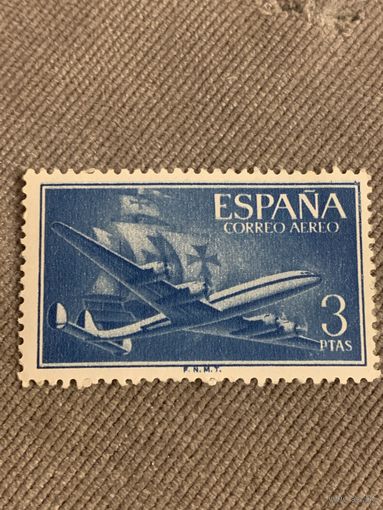 ESPAÑA
CORREO AEREO
3
PTAS
F. N. M. T.